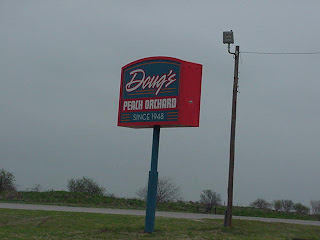 Doug's
PEACH ORCHARD
SINCE 1948